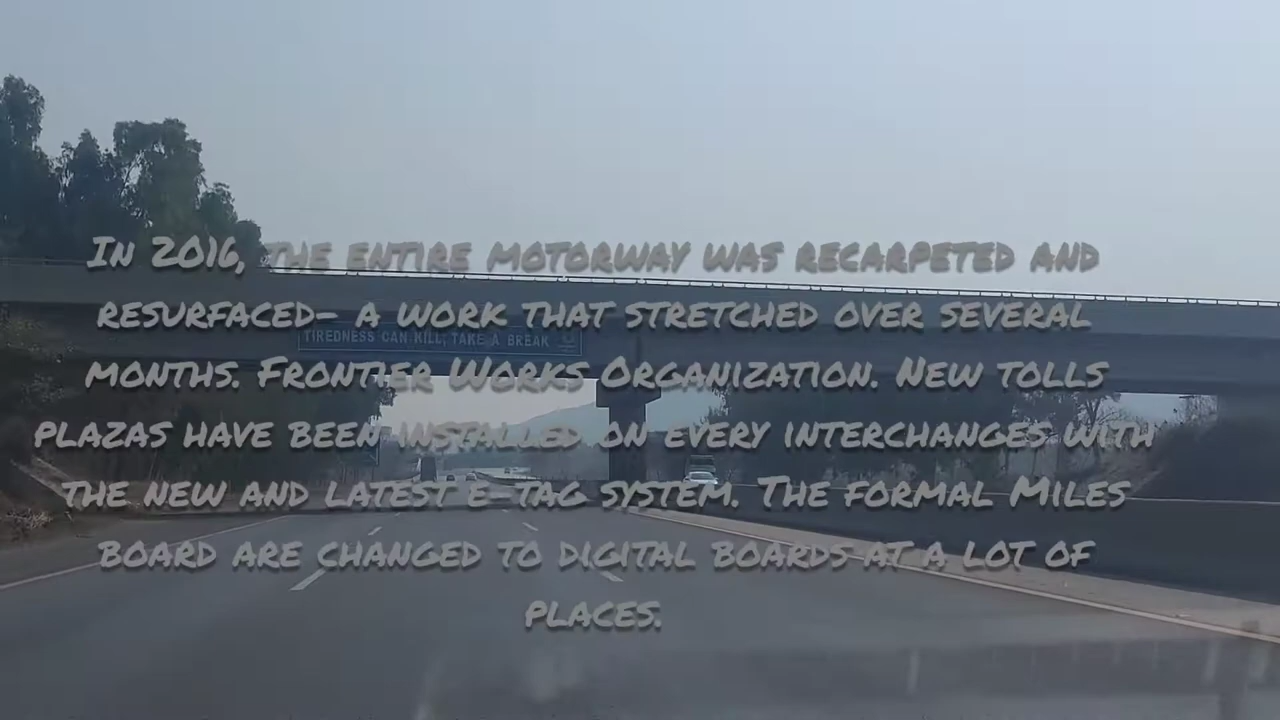 In 2016, the entire motorway was recarpeted and
resurfaced- a work that stretched over several
months. Frontier Works Organization. New tolls
plazas have been installed on every interchanges with
the new and latest e-tag system. The formal Miles
board are changed to digital boards at a lot of
places.
TIREDNESS CAN KILL; TAKE A BREAK